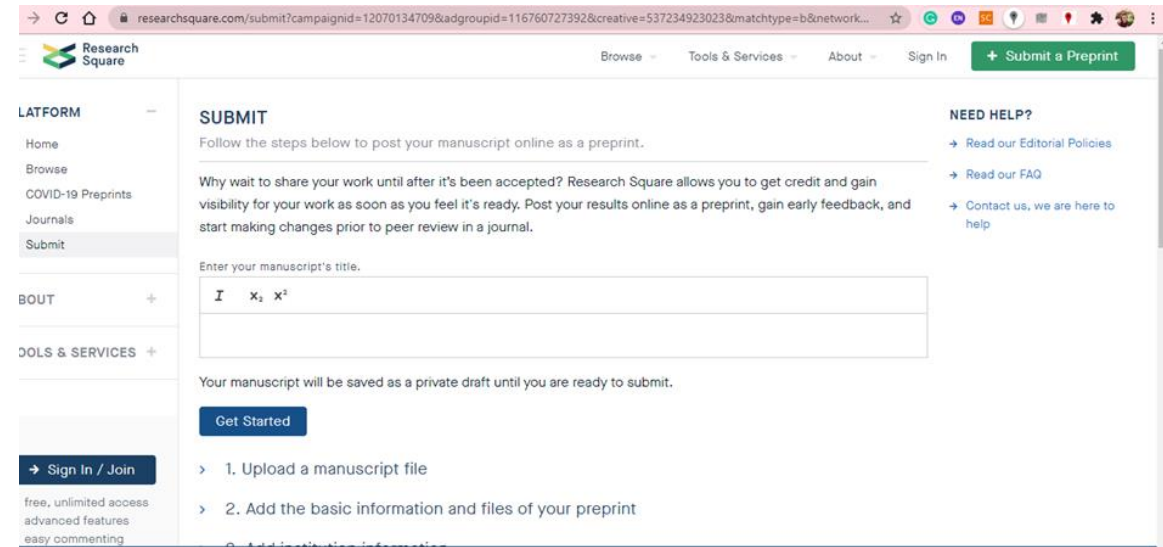 researchsquare.com/submit?campaignid=12070134709&adgroupid=116760727392&creative=537234923023&matchtype=b&network...
Research
Square
Browse
Tools & Services
About
Sign In
+ Submit a Preprint
LATFORM
Home
Browse
COVID-19 Preprints
Journals
Submit
BOUT
OOLS & SERVICES
→ Sign In / Join
free, unlimited access
advanced features
easy commenting
SUBMIT
Follow the steps below to post your manuscript online as a preprint.
Why wait to share your work until after it's been accepted? Research Square allows you to get credit and gain
visibility for your work as soon as you feel it's ready. Post your results online as a preprint, gain early feedback, and
start making changes prior to peer review in a journal.
Enter your manuscript's title.
I x₂ x²
Your manuscript will be saved as a private draft until you are ready to submit.
Get Started
1. Upload a manuscript file
2. Add the basic information and files of your preprint
3. Add institution information
NEED HELP?
→ Read our Editorial Policies
→ Read our FAQ
→ Contact us, we are here to
help